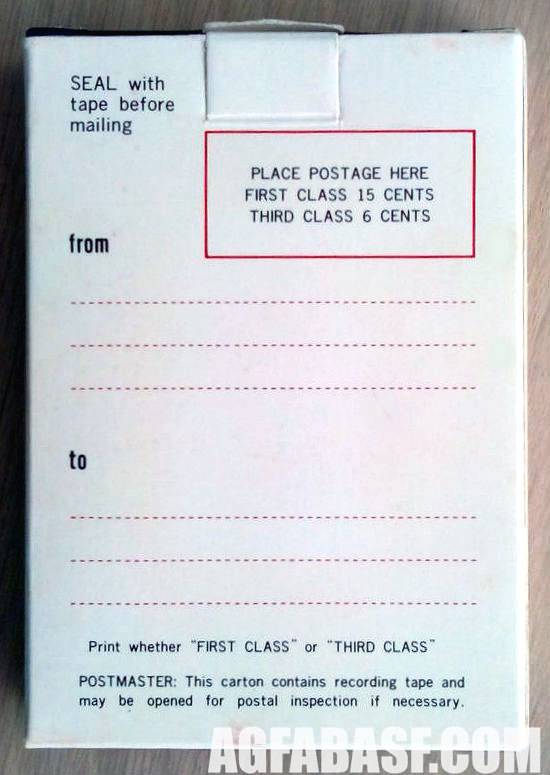 SEAL with
tape before
mailing
PLACE POSTAGE HERE
FIRST CLASS 15 CENTS
THIRD CLASS 6 CENTS
from
to
Print whether "FIRST CLASS" or "THIRD CLASS"
POSTMASTER: This carton contains recording tape and
may be opened for postal inspection if necessary.
AGFABASF.COM